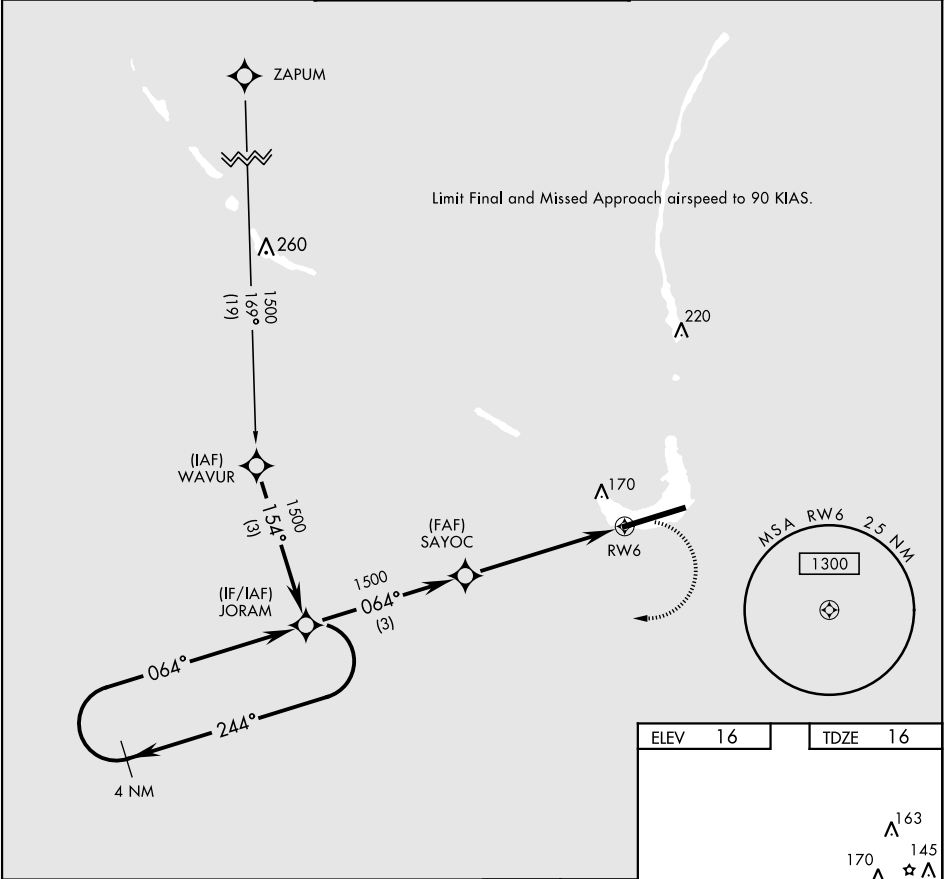 ZAPUM
Limit Final and Missed Approach airspeed to 90 KIAS.
260
1500
169°
(19)
220
(IAF)
WAVUR
1500
154°
(3)
170
(FAF)
SAYOC
RW6
MSA RW6 25 NM
1300
(IF/IAF)
JORAM
1500
064°
(3)
064°
244°
4 NM
ELEV 16
TDZE 16
163
170
145